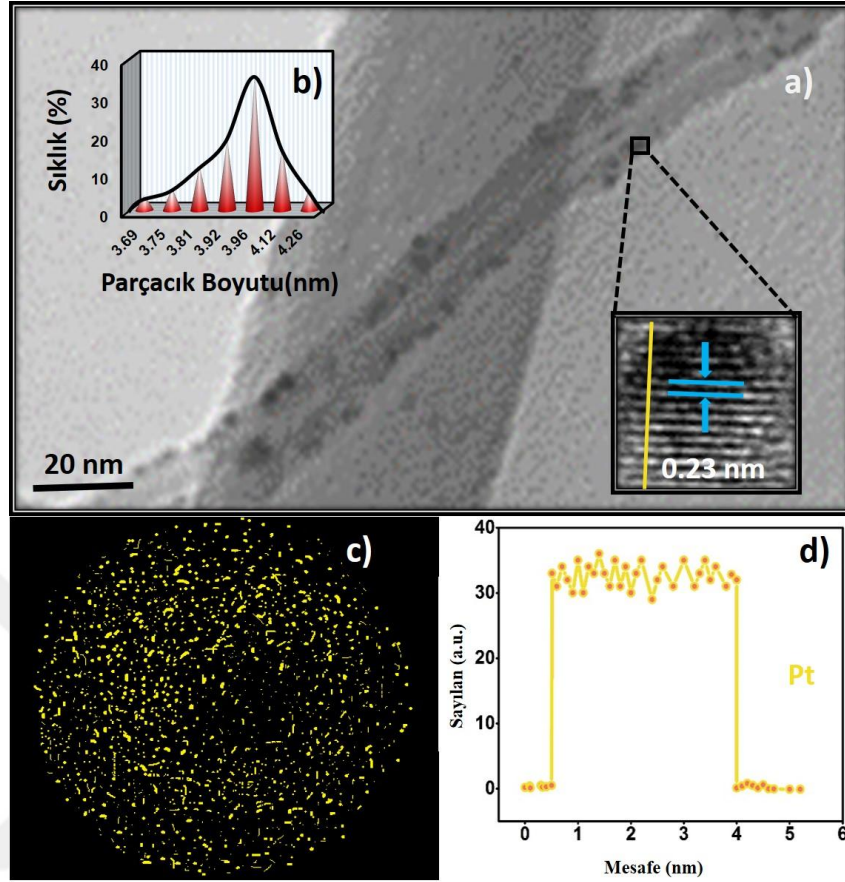 a)
b)
Sıklık (%)
40
30
20
10
0
3.69
3.75
3.81
3.92
3.96
4.12
4.26
Parçacık Boyutu(nm)
20 nm
0.23 nm
c)
d)
Sayılan (a.u.)
40
30
20
10
0
Pt
0 1 2 3 4 5 6
Mesafe (nm)